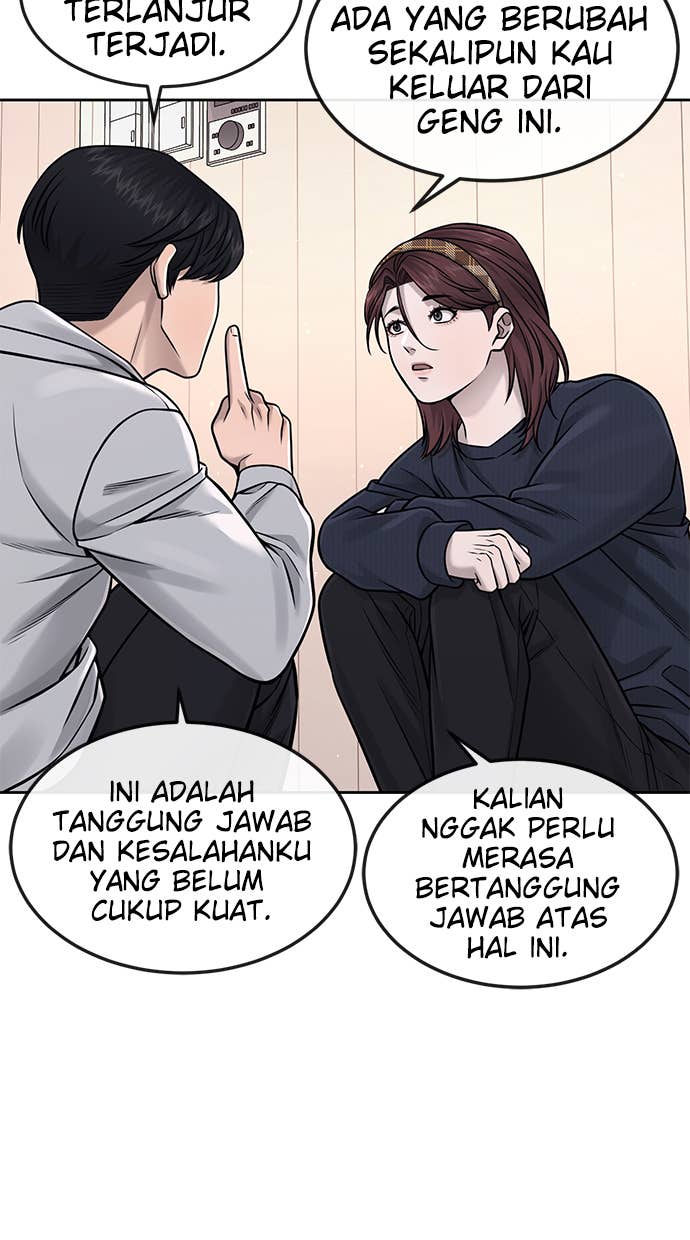 TERLANJUR
TERJADI.
ADA YANG BERUBAH
SEKALIPUN KAU
KELUAR DARI
GENG INI.
INI ADALAH
TANGGUNG JAWAB
DAN KESALAHANKU
YANG BELUM
CUKUP KUAT.
KALIAN
NGGAK PERLU
MERASA
BERTANGGUNG
JAWAB ATAS
HAL INI.